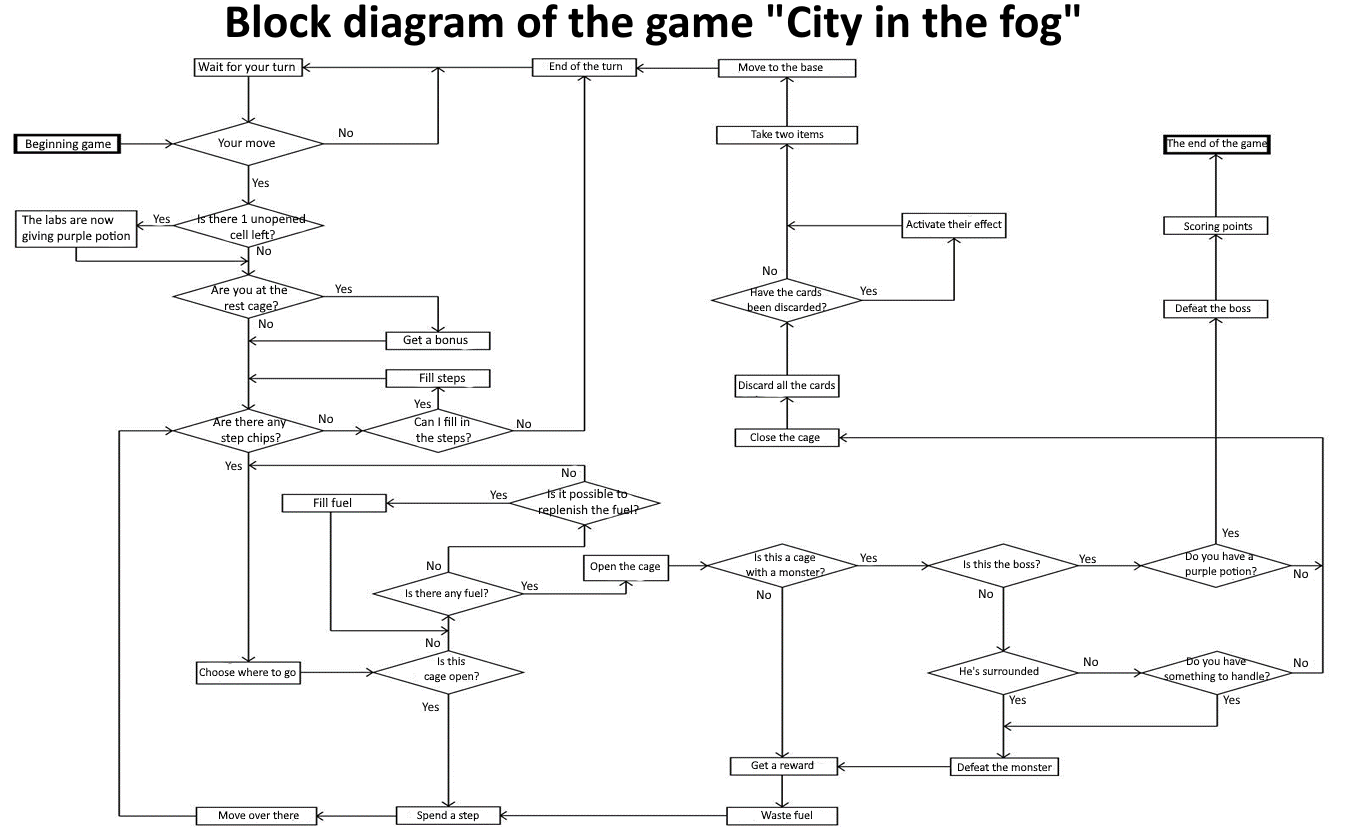 Block diagram of the game "City in the fog"
Wait for your turn
End of the turn
Move to the base
Beginning game
Your move
No
Take two items
The end of the game
Yes
The labs are now
giving purple potion
Yes
Is there 1 unopened
cell left?
No
Activate their effect
Scoring points
Are you at the
rest cage?
Yes
No
No
Have the cards
been discarded?
Yes
Defeat the boss
Get a bonus
Fill steps
Yes
Discard all the cards
Are there any
step chips?
No
Can I fill in
the steps?
No
Close the cage
Yes
No
Fill fuel
Yes
Is it possible to
replenish the fuel?
No
Is there any fuel?
Yes
Open the cage
Is this a cage
with a monster?
Yes
No
Is this the boss?
Yes
No
Do you have a
purple potion?
Yes
No
No
Choose where to go
Is this
cage open?
Yes
He's surrounded
No
Yes
Do you have
something to handle?
No
Yes
Get a reward
Defeat the monster
Move over there
Spend a step
Waste fuel